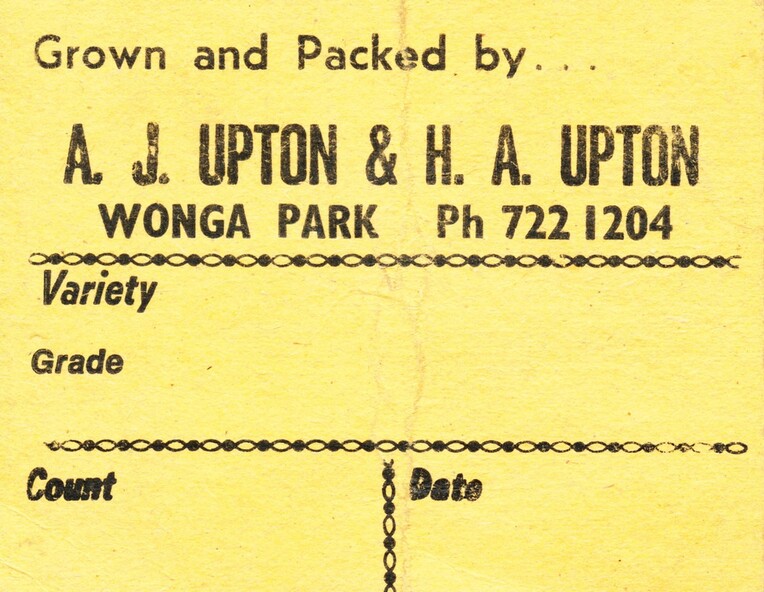 Grown and Packed by...
A. J. UPTON & H. A. UPTON
WONGA PARK Ph 722 1204
Variety
Grade
Count Date